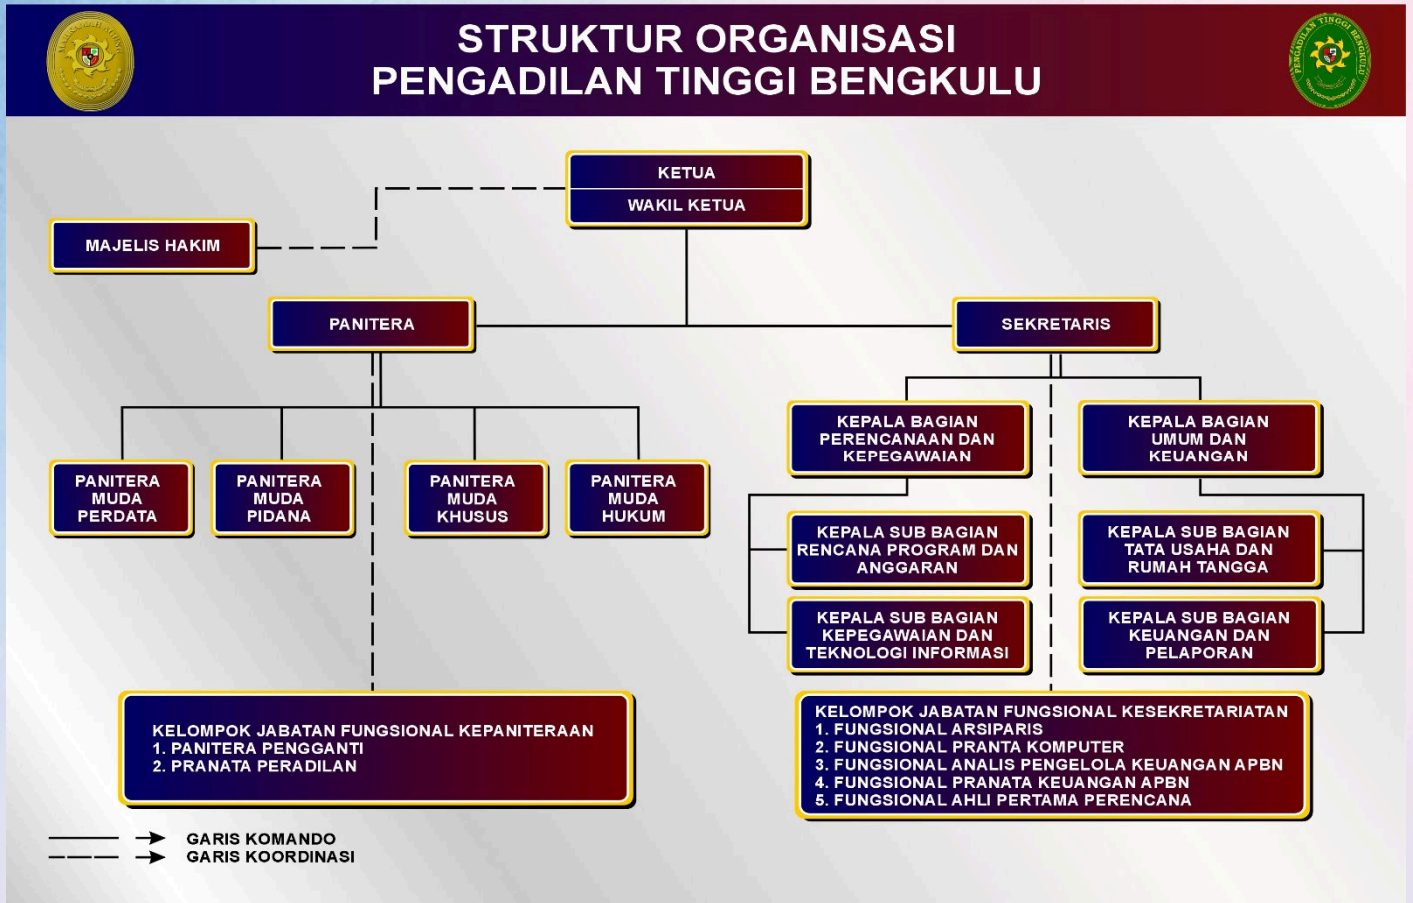 STRUKTUR ORGANISASI
PENGADILAN TINGGI BENGKULU
MAHKAMAH AGUNG
PENGADILAN TINGGI BENGKULU
KETUA
WAKIL KETUA
MAJELIS HAKIM
PANITERA
SEKRETARIS
PANITERA
MUDA
PERDATA
PANITERA
MUDA
PIDANA
PANITERA
MUDA
KHUSUS
PANITERA
MUDA
HUKUM
KEPALA BAGIAN
PERENCANAAN DAN
KEPEGAWAIAN
KEPALA BAGIAN
UMUM DAN
KEUANGAN
KEPALA SUB BAGIAN
RENCANA PROGRAM DAN
ANGGARAN
KEPALA SUB BAGIAN
TATA USAHA DAN
RUMAH TANGGA
KEPALA SUB BAGIAN
KEPEGAWAIAN DAN
TEKNOLOGI INFORMASI
KEPALA SUB BAGIAN
KEUANGAN DAN
PELAPORAN
KELOMPOK JABATAN FUNGSIONAL KEPANITERAAN
1. PANITERA PENGGANTI
2. PRANATA PERADILAN
KELOMPOK JABATAN FUNGSIONAL KESEKRETARIATAN
1. FUNGSIONAL ARSIPARIS
2. FUNGSIONAL PRANTA KOMPUTER
3. FUNGSIONAL ANALIS PENGELOLA KEUANGAN APBN
4. FUNGSIONAL PRANATA KEUANGAN APBN
5. FUNGSIONAL AHLI PERTAMA PERENCANA
GARIS KOMANDO
GARIS KOORDINASI